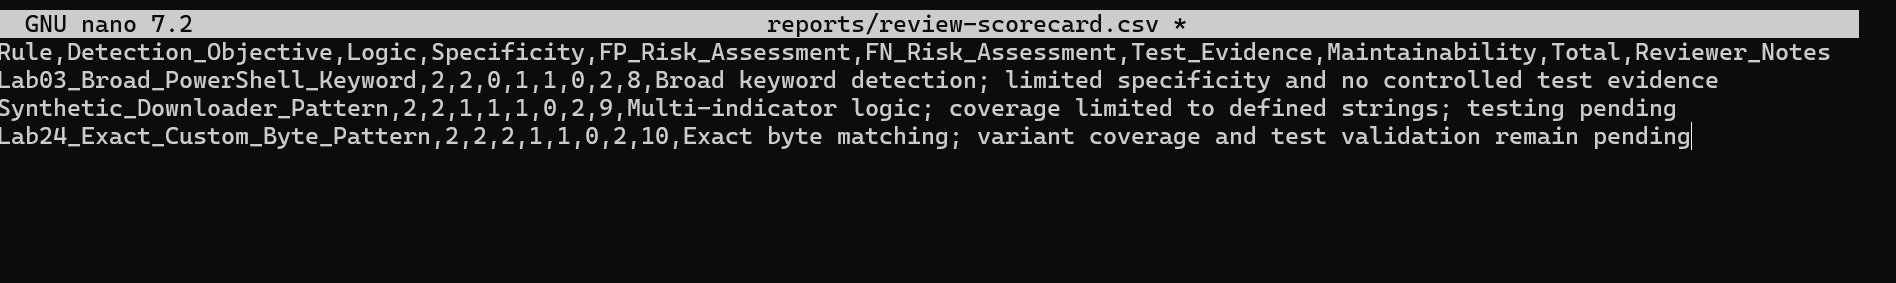 GNU nano 7.2 reports/review-scorecard.csv *
Rule,Detection_Objective,Logic,Specificity,FP_Risk_Assessment,FN_Risk_Assessment,Test_Evidence,Maintainability,Total,Reviewer_Notes
Lab03_Broad_PowerShell_Keyword,2,2,0,1,1,0,2,8,Broad keyword detection; limited specificity and no controlled test evidence
Synthetic_Downloader_Pattern,2,2,1,1,1,0,2,9,Multi-indicator logic; coverage limited to defined strings; testing pending
Lab24_Exact_Custom_Byte_Pattern,2,2,2,1,1,0,2,10,Exact byte matching; variant coverage and test validation remain pending